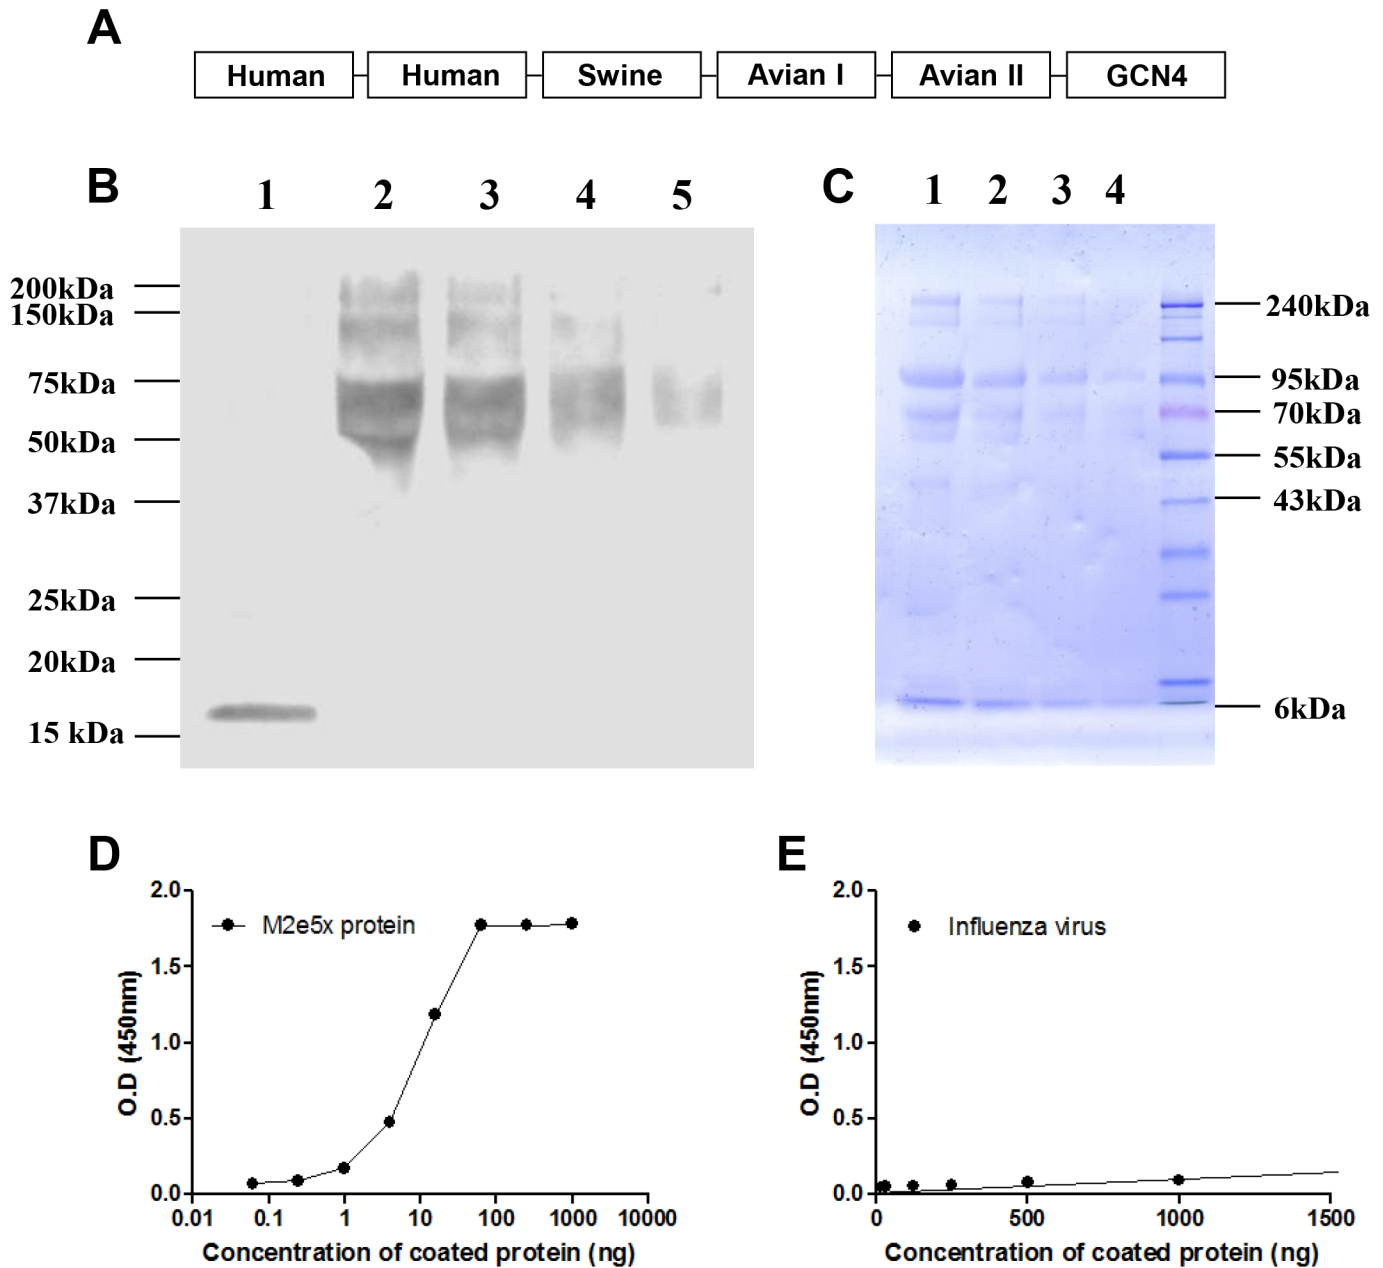 A
Human Human Swine Avian I Avian II GCN4
B
1 2 3 4 5
200kDa
150kDa
75kDa
50kDa
37kDa
25kDa
20kDa
15 kDa
C
1 2 3 4
240kDa
95kDa
70kDa
55kDa
43kDa
6kDa
D
M2e5x protein
O.D (450nm)
2.0
1.5
1.0
0.5
0.0
0.01 0.1 1 10 100 1000 10000
Concentration of coated protein (ng)
E
Influenza virus
O.D (450nm)
2.0
1.5
1.0
0.5
0.0
0 500 1000 1500
Concentration of coated protein (ng)